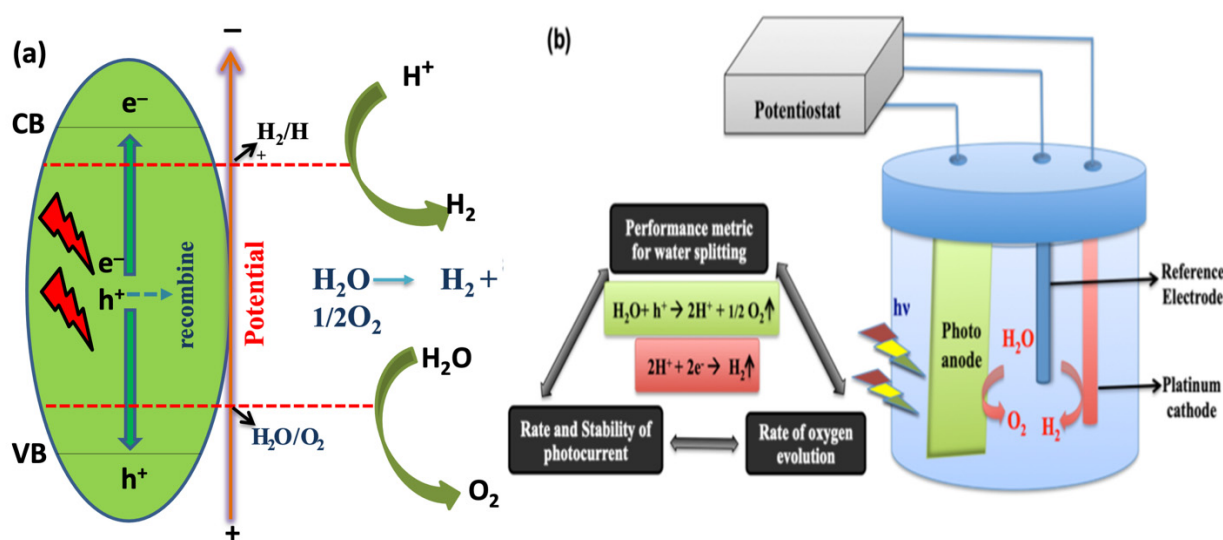 (a)
−
e−
CB
H2/H
+
H+
H2
e−
h+
recombine
Potential
H2O → H2 +
1/2O2
H2O
H2O/O2
VB
h+
O2
+
(b)
Potentiostat
Performance metric
for water splitting
H2O+ h+→ 2H+ + 1/2 O2↑
2H+ + 2e-→ H2↑
Rate and Stability of
photocurrent
Rate of oxygen
evolution
hν
Photo
anode
H2O
O2
H2
Reference
Electrode
Platinum
cathode